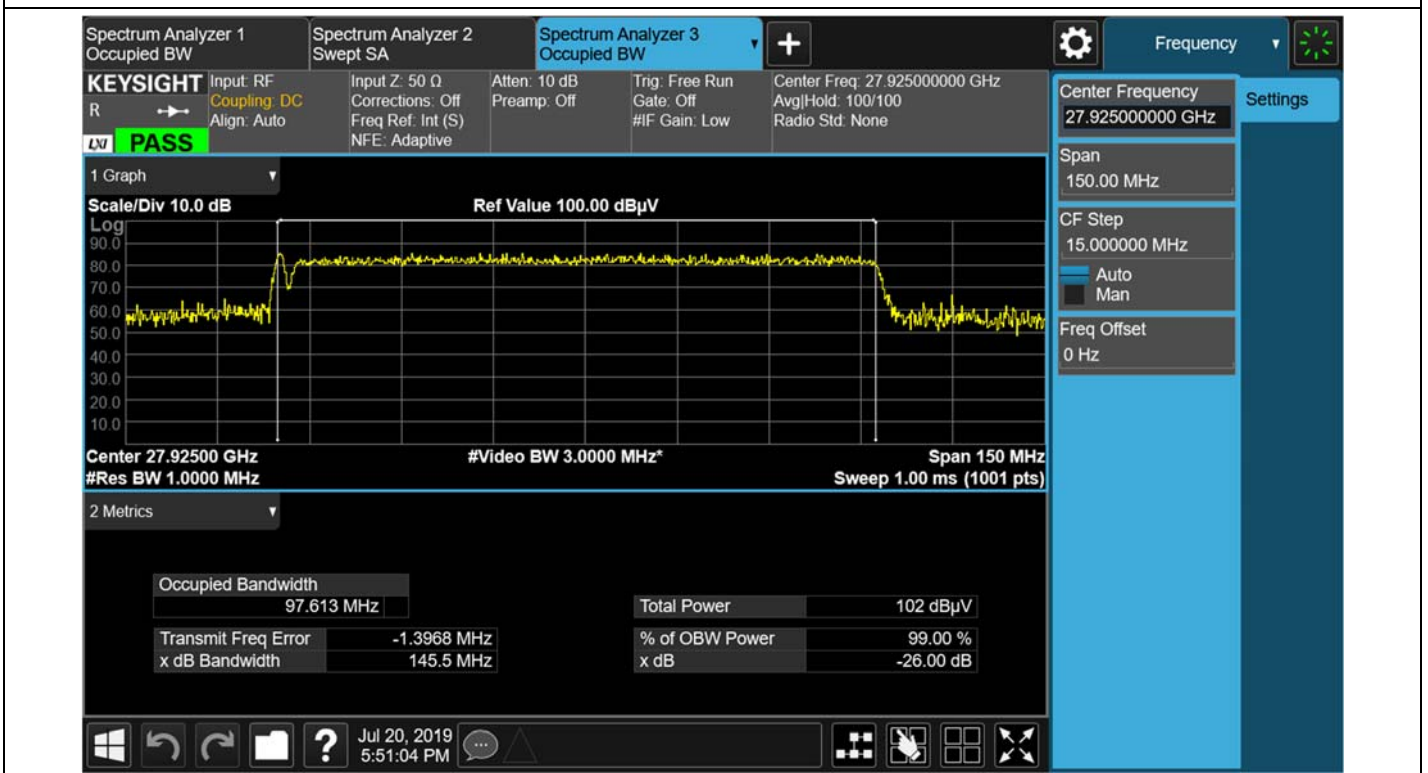 Spectrum Analyzer 1
Occupied BW
Spectrum Analyzer 2
Swept SA
Spectrum Analyzer 3
Occupied BW
Frequency
KEYSIGHT
R
LXI
PASS
Input: RF
Coupling: DC
Align: Auto
Input Z: 50 Ω
Corrections: Off
Freq Ref: Int (S)
NFE: Adaptive
Atten: 10 dB
Preamp: Off
Trig: Free Run
Gate: Off
#IF Gain: Low
Center Freq: 27.925000000 GHz
Avg|Hold: 100/100
Radio Std: None
Center Frequency
27.925000000 GHz
Settings
Span
150.00 MHz
CF Step
15.000000 MHz
Auto
Man
Freq Offset
0 Hz
1 Graph
Scale/Div 10.0 dB
Ref Value 100.00 dBµV
Log
90.0
80.0
70.0
60.0
50.0
40.0
30.0
20.0
10.0
Center 27.92500 GHz
#Video BW 3.0000 MHz*
Span 150 MHz
#Res BW 1.0000 MHz
Sweep 1.00 ms (1001 pts)
2 Metrics
Occupied Bandwidth
97.613 MHz
Total Power 102 dBµV
Transmit Freq Error -1.3968 MHz
% of OBW Power 99.00 %
x dB Bandwidth 145.5 MHz
x dB -26.00 dB
?
Jul 20, 2019
5:51:04 PM